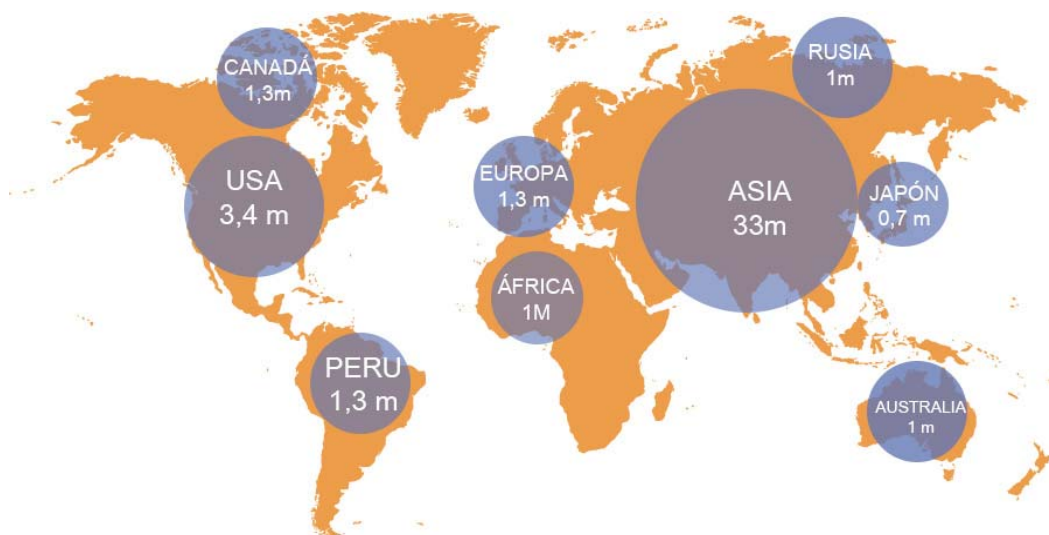 CANADÁ
1,3m
RUSIA
1m
USA
3,4 m
EUROPA
1,3 m
ASIA
33m
JAPÓN
0,7 m
ÁFRICA
1M
PERU
1,3 m
AUSTRALIA
1 m